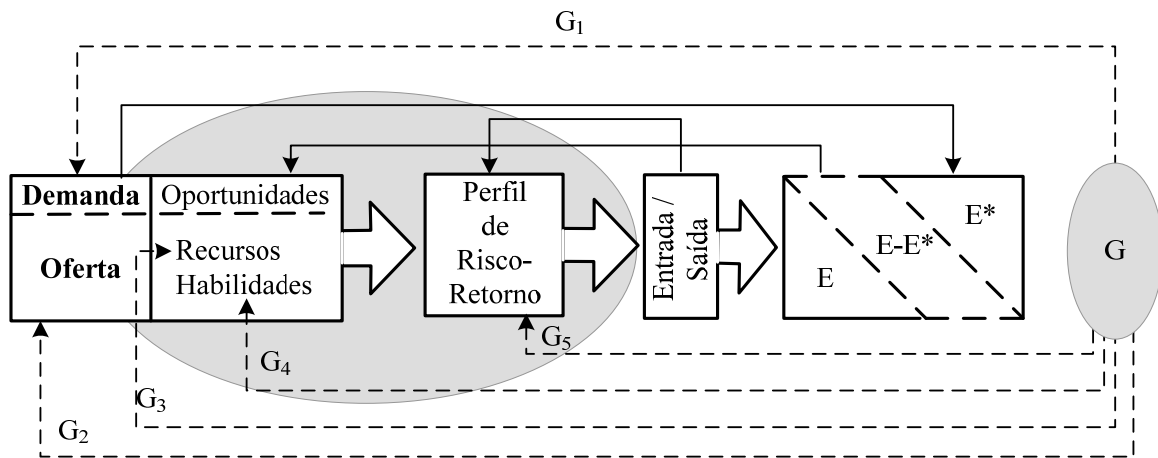 G₁
Demanda
Oportunidades
Oferta
Recursos
Habilidades
Perfil
de
Risco-
Retorno
Entrada /
Saída
E
E-E*
E*
G
G₅
G₄
G₃
G₂